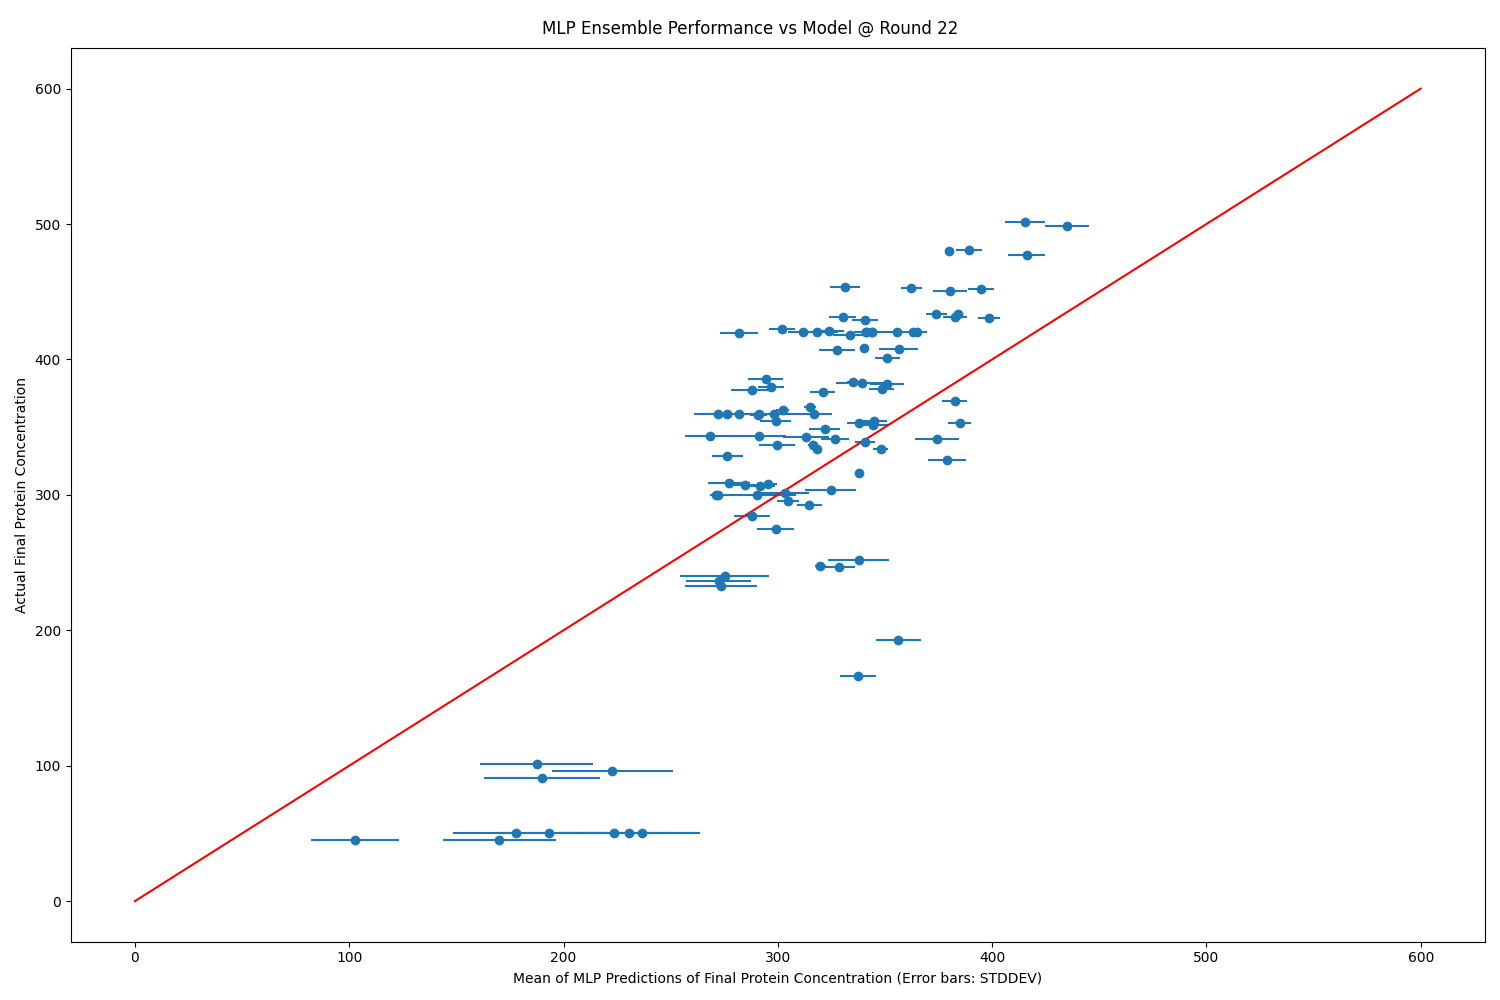 MLP Ensemble Performance vs Model @ Round 22
600
500
400
300
200
100
0
Actual Final Protein Concentration
0 100 200 300 400 500 600
Mean of MLP Predictions of Final Protein Concentration (Error bars: STDDEV)